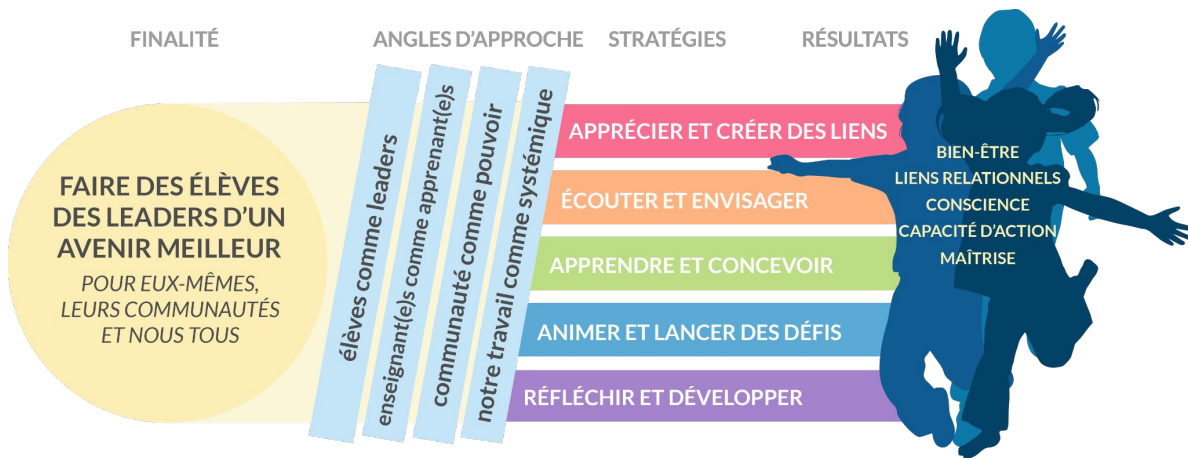 FINALITÉ
ANGLES D'APPROCHE
STRATÉGIES
RÉSULTATS
FAIRE DES ÉLÈVES
DES LEADERS D'UN
AVENIR MEILLEUR
POUR EUX-MÊMES,
LEURS COMMUNAUTÉS
ET NOUS TOUS
élèves comme leaders
enseignant(e)s comme apprenant(e)s
communauté comme pouvoir
notre travail comme systémique
APPRÉCIER ET CRÉER DES LIENS
ÉCOUTER ET ENVISAGER
APPRENDRE ET CONCEVOIR
ANIMER ET LANCER DES DÉFIS
RÉFLÉCHIR ET DÉVELOPPER
BIEN-ÊTRE
LIENS RELATIONNELS
CONSCIENCE
CAPACITÉ D'ACTION
MAÎTRISE